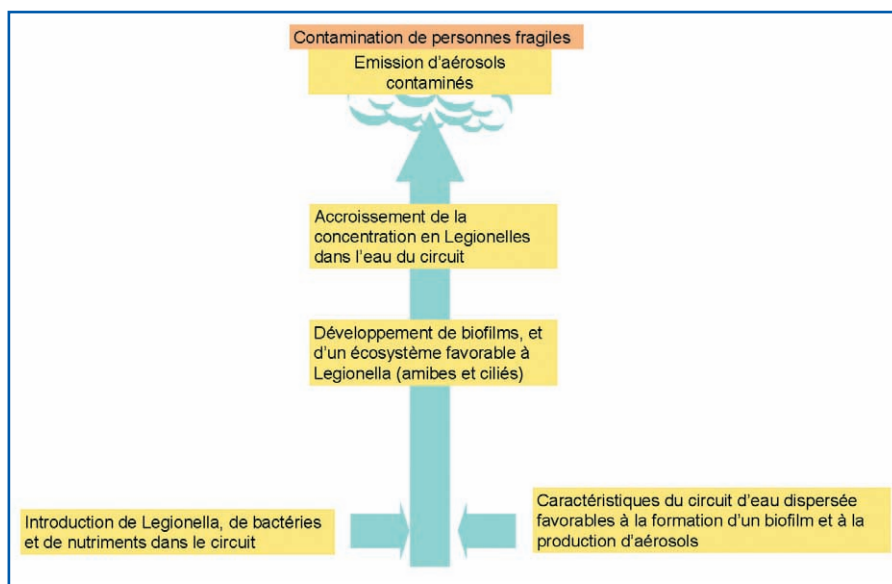 Contamination de personnes fragiles
Emission d'aérosols
contaminés
Accroissement de la
concentration en Legionelles
dans l'eau du circuit
Développement de biofilms, et
d'un écosystème favorable à
Legionella (amibes et ciliés)
Introduction de Legionella, de bactéries
et de nutriments dans le circuit
Caractéristiques du circuit d'eau dispersée
favorables à la formation d'un biofilm et à la
production d'aérosols